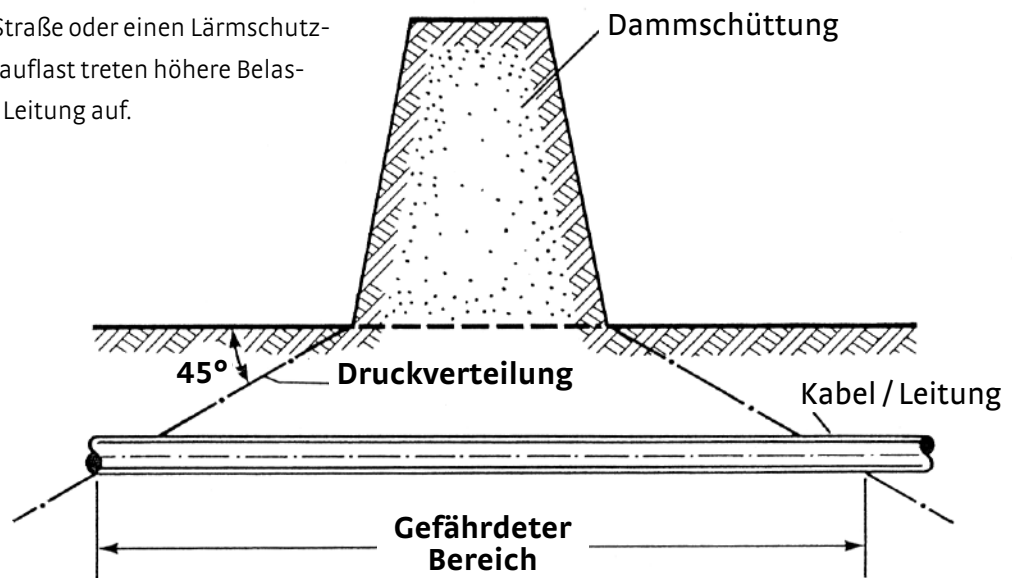 Straße oder einen Lärmschutz-
auflast treten höhere Belas-
Leitung auf.
Dammschüttung
45°
Druckverteilung
Kabel / Leitung
Gefährdeter
Bereich